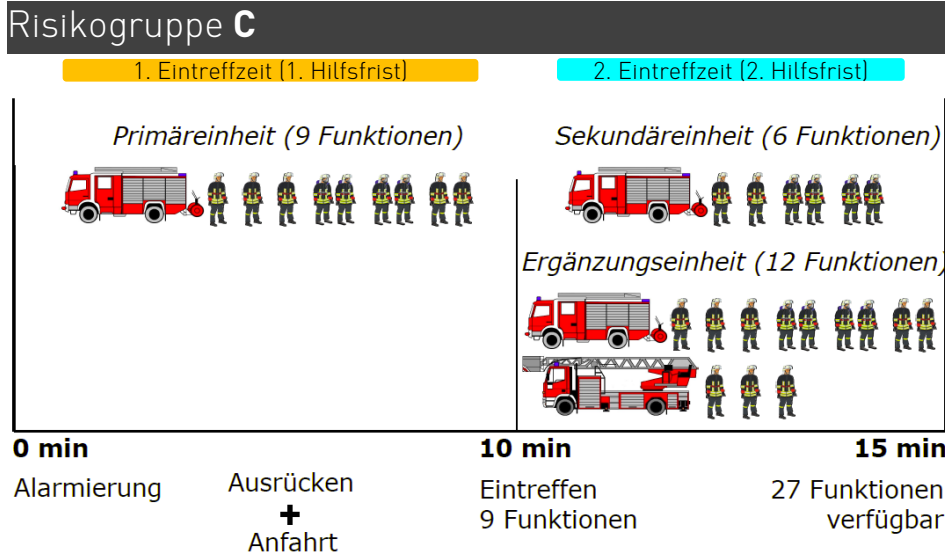 Risikogruppe C
1. Eintreffzeit (1. Hilfsfrist)
2. Eintreffzeit (2. Hilfsfrist)
Primäreinheit (9 Funktionen)
Sekundäreinheit (6 Funktionen)
Ergänzungseinheit (12 Funktionen)
0 min
10 min
15 min
Alarmierung
Ausrücken
+
Anfahrt
Eintreffen
9 Funktionen
27 Funktionen
verfügbar